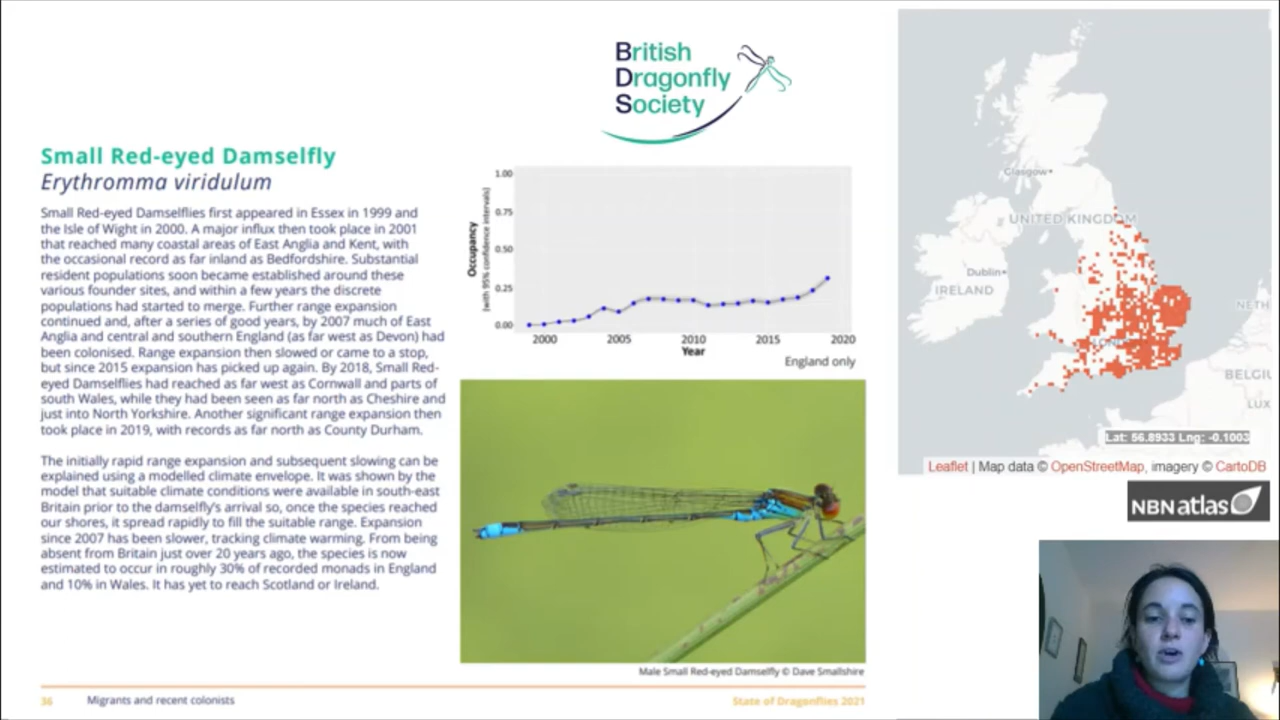 British
Dragonfly
Society
Small Red-eyed Damselfly
Erythromma viridulum
Small Red-eyed Damselflies first appeared in Essex in 1999 and
the Isle of Wight in 2000. A major influx then took place in 2001
that reached many coastal areas of East Anglia and Kent, with
the occasional record as far inland as Bedfordshire. Substantial
resident populations soon became established around these
various founder sites, and within a few years the discrete
populations had started to merge. Further range expansion
continued and, after a series of good years, by 2007 much of East
Anglia and central and southern England (as far west as Devon) had
been colonised. Range expansion then slowed or came to a stop,
but since 2015 expansion has picked up again. By 2018, Small Red-
eyed Damselflies had reached as far west as Cornwall and parts of
south Wales, while they had been seen as far north as Cheshire and
just into North Yorkshire. Another significant range expansion then
took place in 2019, with records as far north as County Durham.
The initially rapid range expansion and subsequent slowing can be
explained using a modelled climate envelope. It was shown by the
model that suitable climate conditions were available in south-east
Britain prior to the damselfly's arrival so, once the species reached
our shores, it spread rapidly to fill the suitable range. Expansion
since 2007 has been slower, tracking climate warming. From being
absent from Britain just over 20 years ago, the species is now
estimated to occur in roughly 30% of recorded monads in England
and 10% in Wales. It has yet to reach Scotland or Ireland.
Occupancy
(with 95% confidence intervals)
1.00
0.75
0.50
0.25
0.00
2000 2005 2010 2015 2020
Year
England only
Male Small Red-eyed Damselfly © Dave Smallshire
36 Migrants and recent colonists
State of Dragonflies 2021
Glasgow
UNITED KINGDOM
Dublin
IRELAND
NETH
BELGIU
LUX
Lat: 56.8933 Lng: -0.1003
Leaflet | Map data © OpenStreetMap, imagery © CartoDB
NBN atlas